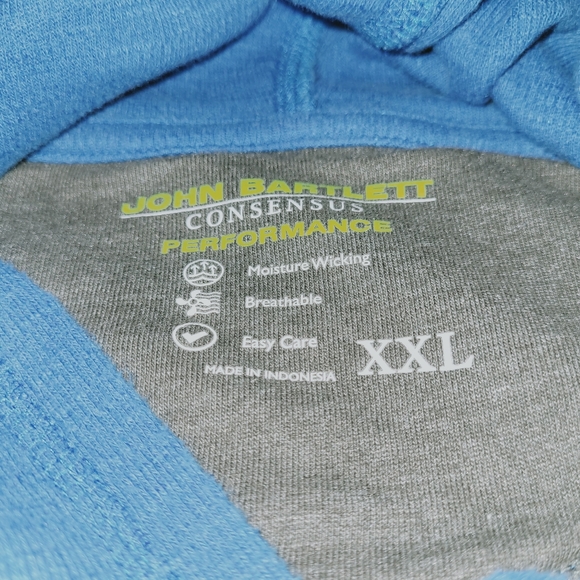 JOHN BARTLETT
CONSENSUS
PERFORMANCE
Moisture Wicking
Breathable
Easy Care
MADE IN INDONESIA
XXL